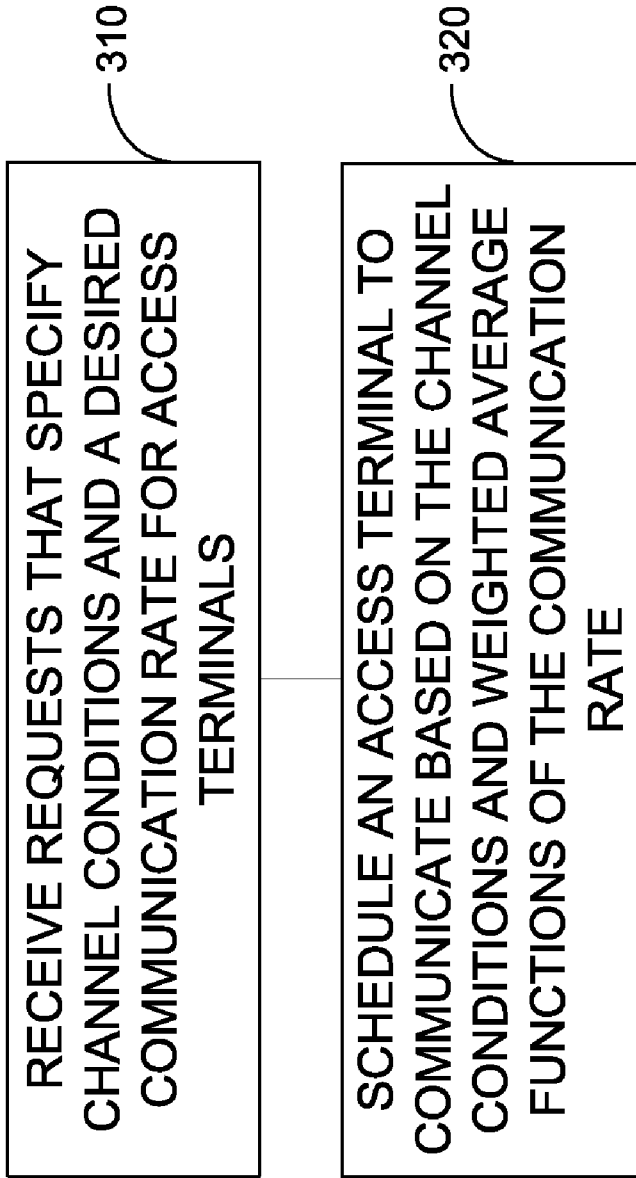 RECEIVE REQUESTS THAT SPECIFY
CHANNEL CONDITIONS AND A DESIRED
COMMUNICATION RATE FOR ACCESS
TERMINALS
310
SCHEDULE AN ACCESS TERMINAL TO
COMMUNICATE BASED ON THE CHANNEL
CONDITIONS AND WEIGHTED AVERAGE
FUNCTIONS OF THE COMMUNICATION
RATE
320